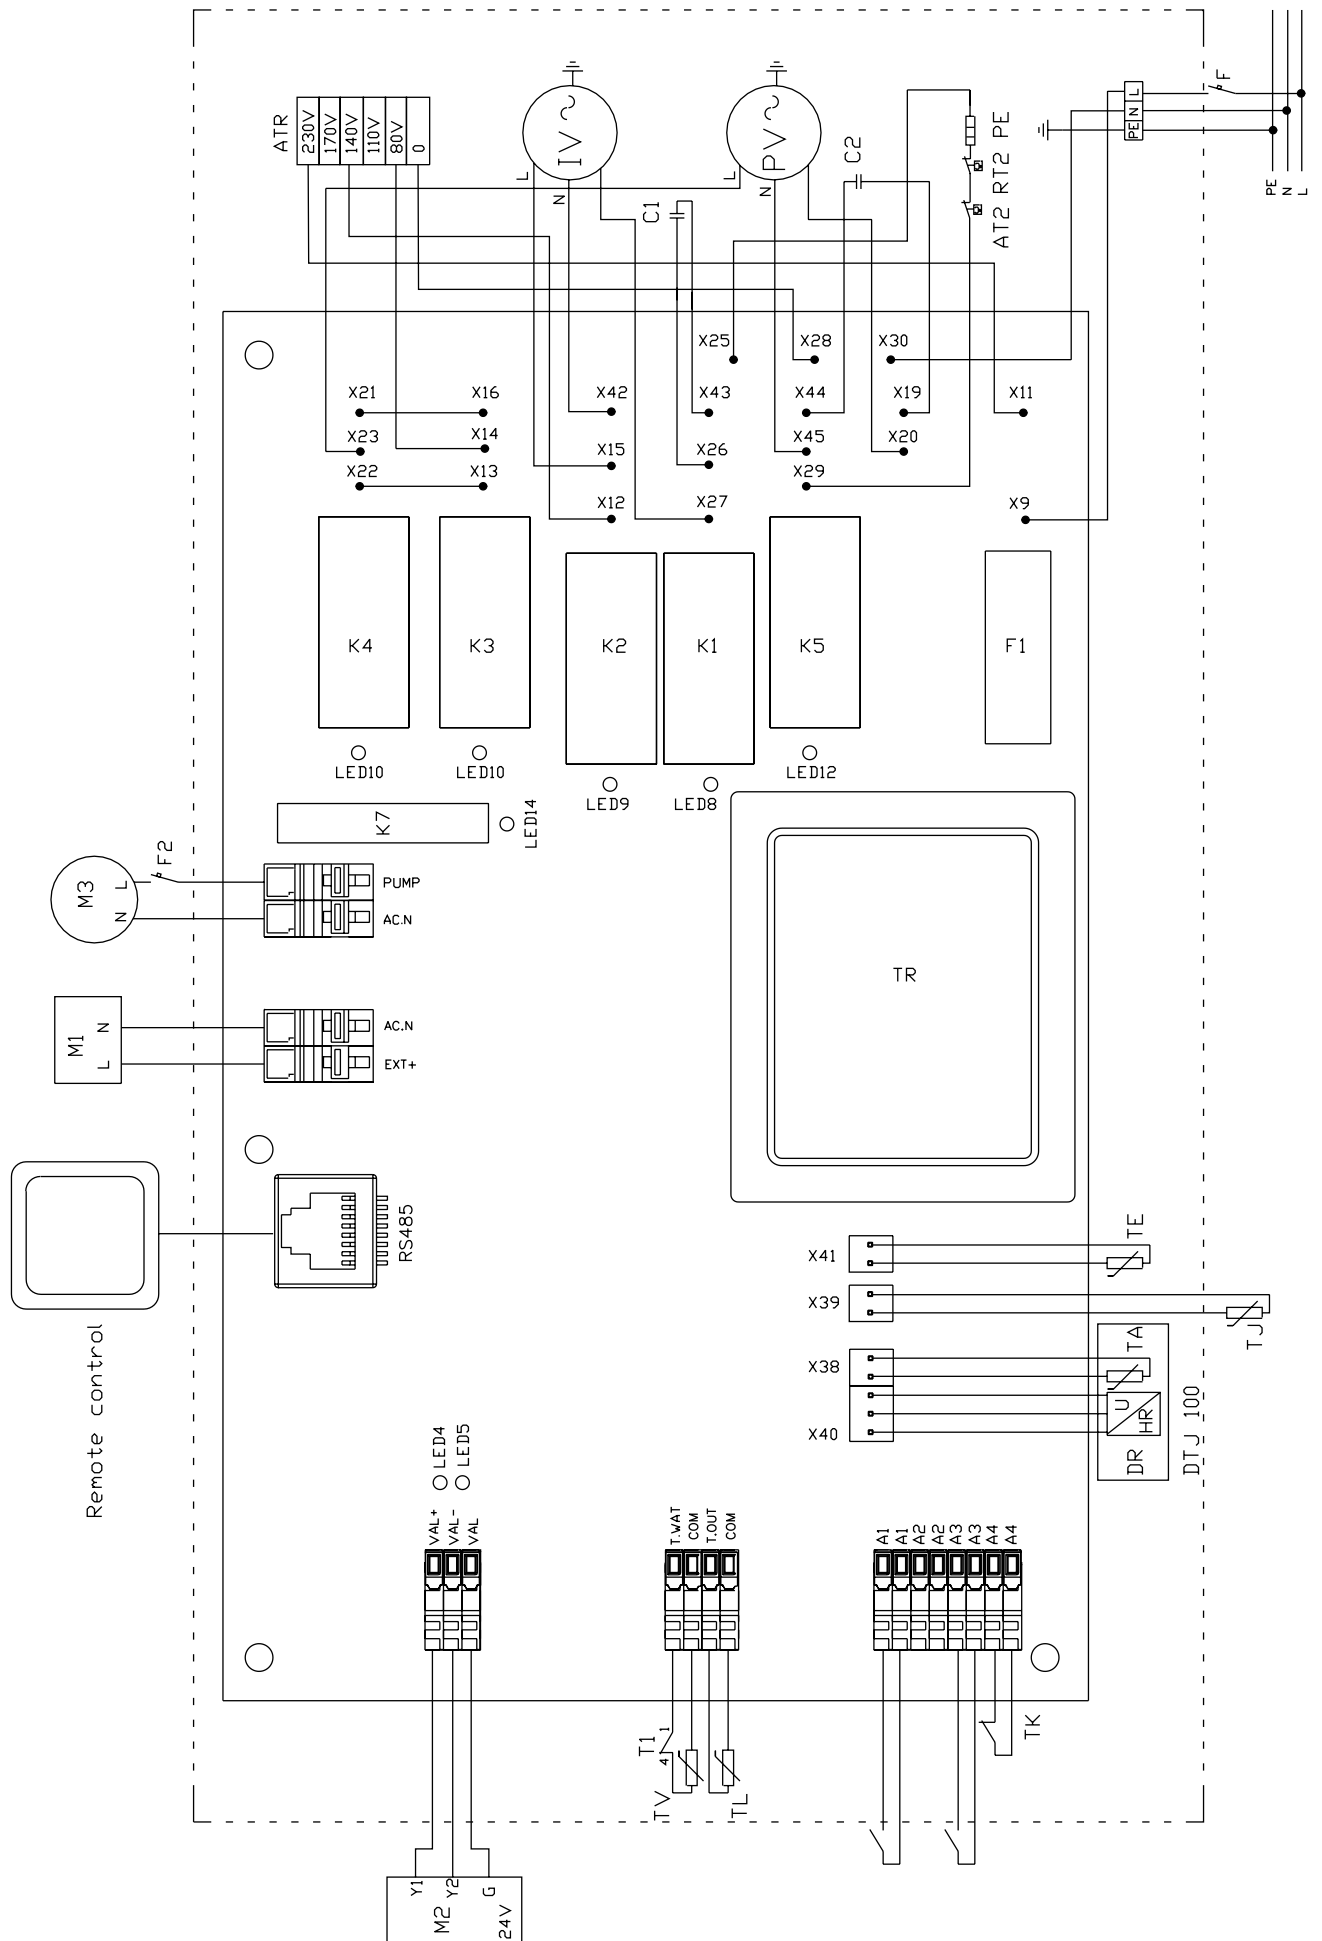 ATR
230V
170V
140V
110V
80V
0
IV
L
N
PV
L
N
C1
C2
AT2 RT2 PE
L
N
PE
F
PE
N
L
X25
X28
X30
X21
X16
X42
X43
X44
X19
X11
X23
X14
X15
X26
X45
X20
X22
X13
X29
X12
X27
X9
K4
K3
K2
K1
K5
F1
LED10
LED10
LED9
LED8
LED12
K7
LED14
M3
L
N
F2
PUMP
AC.N
TR
M1
N
L
AC.N
EXT+
RS485
Remote control
X41
TE
X39
TJ
X38
TA
X40
U
HR
DR
DTJ 100
LED4
LED5
VAL+
VAL-
VAL
T.WAT
COM
T.OUT
COM
A1
A1
A2
A2
A3
A3
A4
A4
T1
1
4
TV
TL
TK
Y1
Y2
G
M2
24V